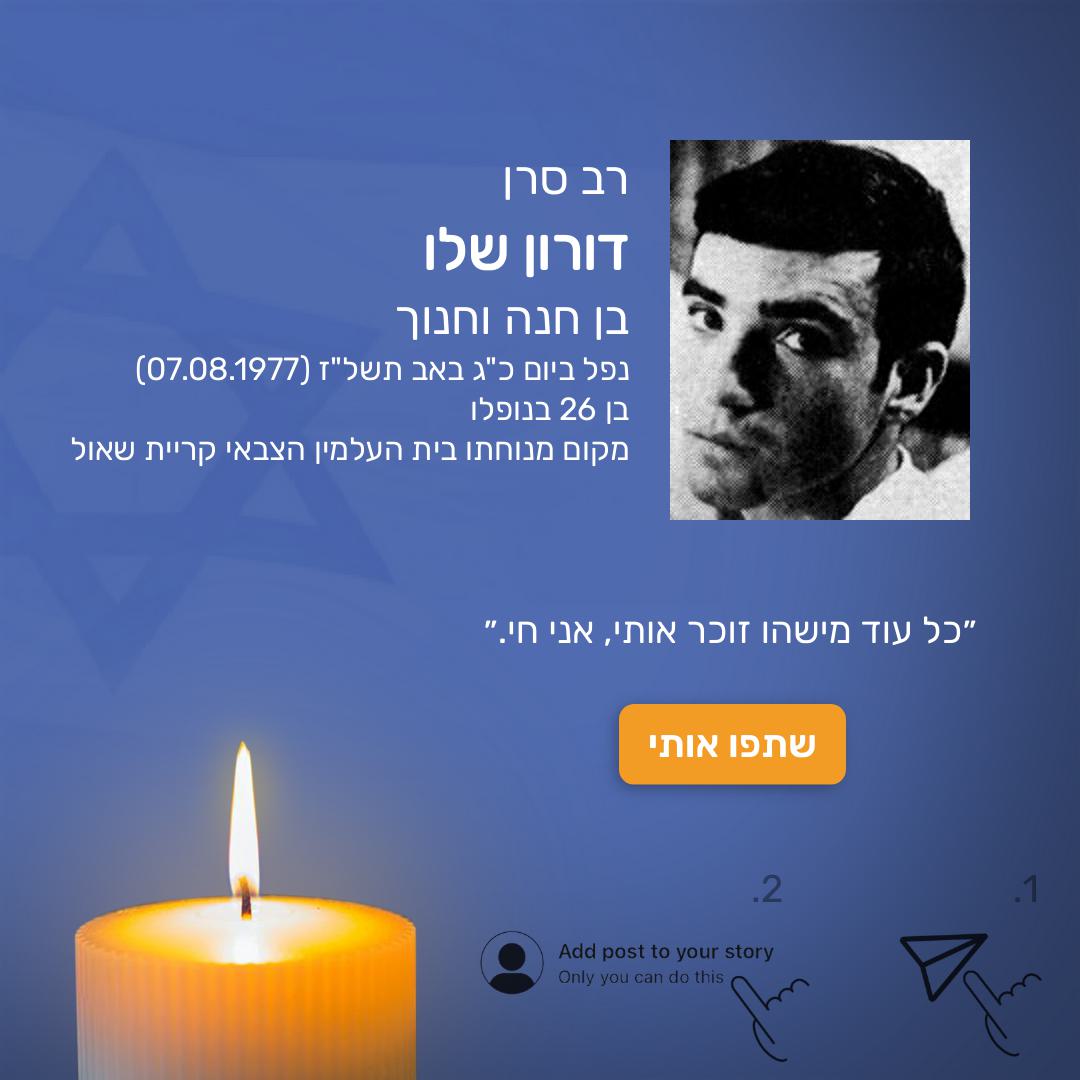 רב סרן
דורון שלו
בן חנה וחנוך
נפל ביום כ"ג באב תשל"ז (07.08.1977)
בן 26 בנופלו
מקום מנוחתו בית העלמין הצבאי קריית שאול
״כל עוד מישהו זוכר אותי, אני חי.״
שתפו אותי
1.
2.
Add post to your story
Only you can do this